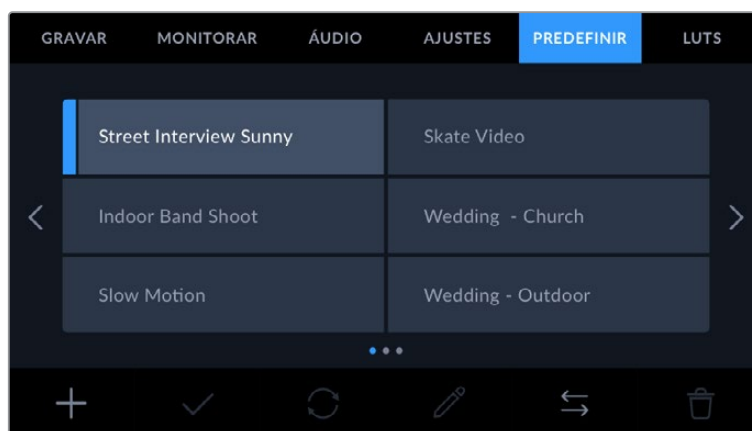 GRAVAR MONITORAR ÁUDIO AJUSTES PREDEFINIR LUTS
Street Interview Sunny Skate Video
Indoor Band Shoot Wedding - Church
Slow Motion Wedding - Outdoor